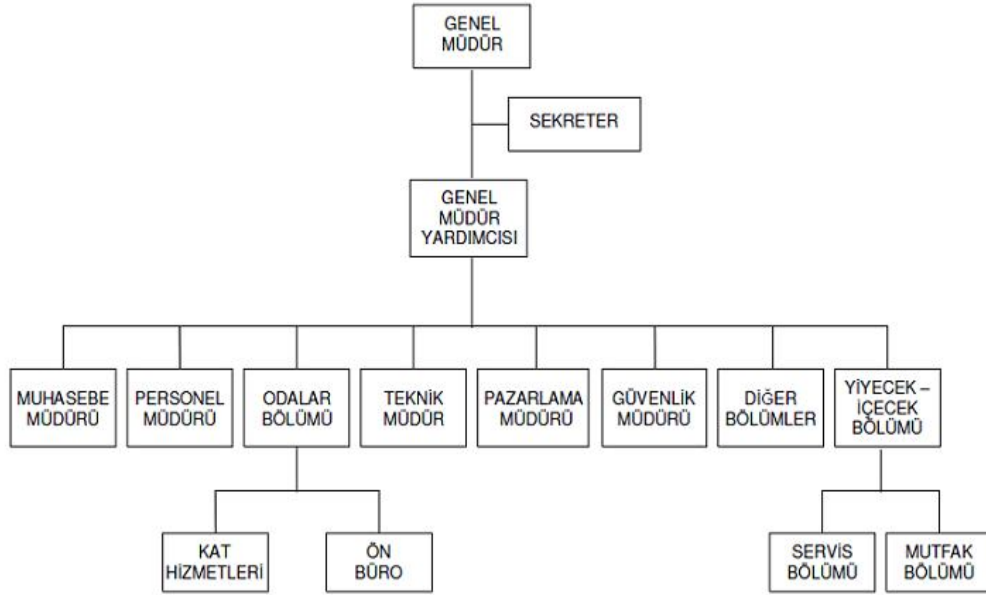 GENEL
MÜDÜR
SEKRETER
GENEL
MÜDÜR
YARDIMCISI
MUHASEBE
MÜDÜRÜ
PERSONEL
MÜDÜRÜ
ODALAR
BÖLÜMÜ
TEKNİK
MÜDÜR
PAZARLAMA
MÜDÜRÜ
GÜVENLİK
MÜDÜRÜ
DİĞER
BÖLÜMLER
YİYECEK –
İÇECEK
BÖLÜMÜ
KAT
HİZMETLERİ
ÖN
BÜRO
SERVİS
BÖLÜMÜ
MUTFAK
BÖLÜMÜ